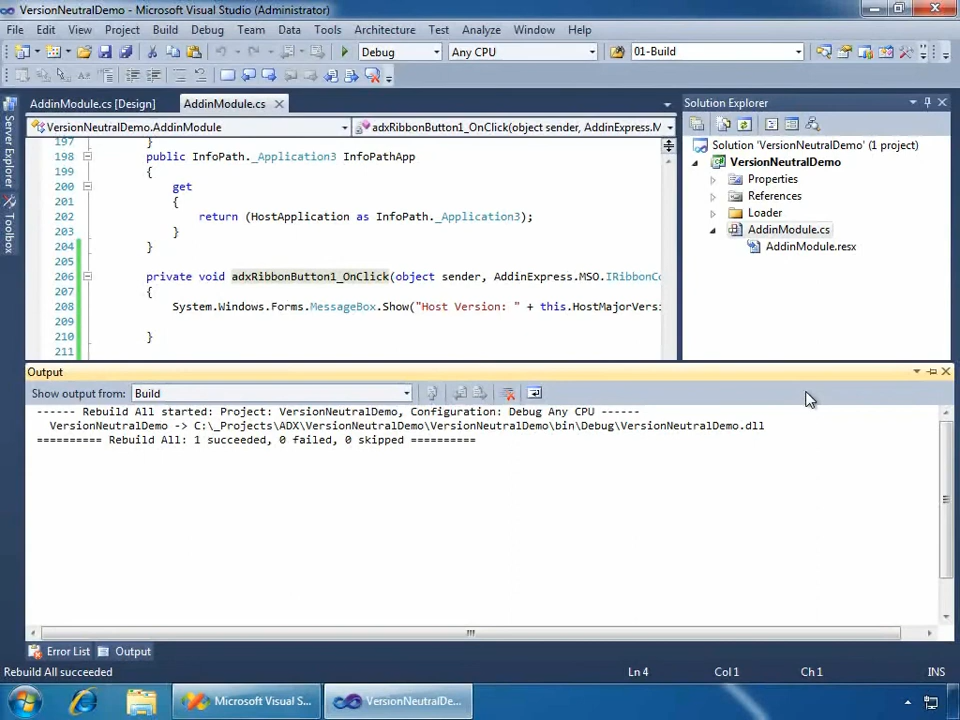 VersionNeutralDemo - Microsoft Visual Studio (Administrator)
File Edit View Project Build Debug Team Data Tools Architecture Test Analyze Window Help
Debug Any CPU 01-Build
Server Explorer
Toolbox
AddinModule.cs [Design] AddinModule.cs
VersionNeutralDemo.AddinModule adxRibbonButton1_OnClick(object sender, AddinExpress.M
197 }
198 public InfoPath._Application3 InfoPathApp
199 {
200 get
201 {
202 return (HostApplication as InfoPath._Application3);
203 }
204 }
205
206 private void adxRibbonButton1_OnClick(object sender, AddinExpress.MSO.IRibbonCo
207 {
208 System.Windows.Forms.MessageBox.Show("Host Version: " + this.HostMajorVersi
209
210 }
211
Solution Explorer
Solution 'VersionNeutralDemo' (1 project)
VersionNeutralDemo
Properties
References
Loader
AddinModule.cs
AddinModule.resx
Output
Show output from: Build
------ Rebuild All started: Project: VersionNeutralDemo, Configuration: Debug Any CPU ------
VersionNeutralDemo -> C:\_Projects\ADX\VersionNeutralDemo\VersionNeutralDemo\bin\Debug\VersionNeutralDemo.dll
========== Rebuild All: 1 succeeded, 0 failed, 0 skipped ==========
Error List Output
Rebuild All succeeded Ln 4 Col 1 Ch 1 INS
Microsoft Visual S... VersionNeutralDe...